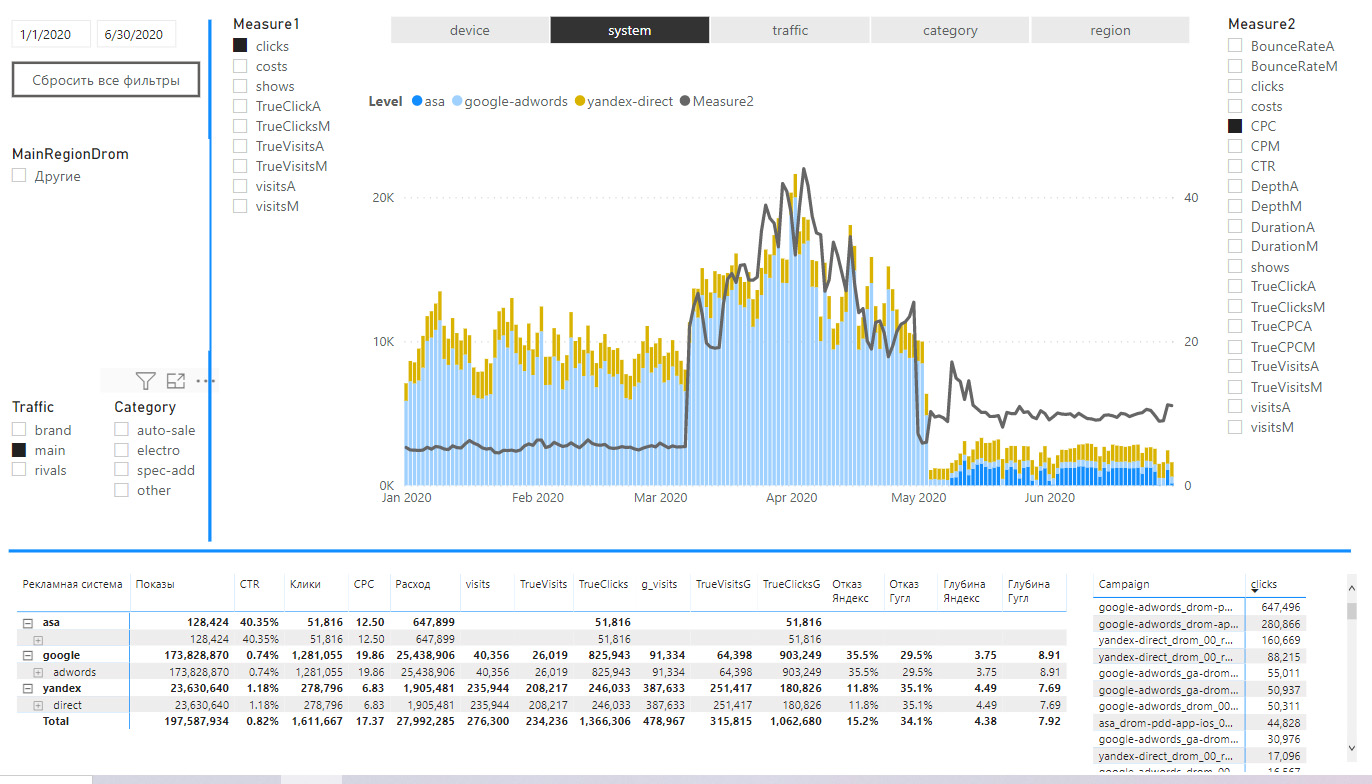 1/1/2020 6/30/2020
Сбросить все фильтры
MainRegionDrom
Другие
Traffic
brand
main
rivals
Category
auto-sale
electro
spec-add
other
Measure1
clicks
costs
shows
TrueClickA
TrueClicksM
TrueVisitsA
TrueVisitsM
visitsA
visitsM
device system traffic category region
Level asa google-adwords yandex-direct Measure2
20K 40
10K 20
0K 0
Jan 2020 Feb 2020 Mar 2020 Apr 2020 May 2020 Jun 2020
Measure2
BounceRateA
BounceRateM
clicks
costs
CPC
CPM
CTR
DepthA
DepthM
DurationA
DurationM
shows
TrueClickA
TrueClicksM
TrueCPCA
TrueCPCM
TrueVisitsA
TrueVisitsM
visitsA
visitsM
Рекламная система Показы CTR Клики CPC Расход visits TrueVisits TrueClicks g_visits TrueVisitsG TrueClicksG Отказ Яндекс Отказ Гугл Глубина Яндекс Глубина Гугл
asa 128,424 40.35% 51,816 12.50 647,899 51,816 51,816
128,424 40.35% 51,816 12.50 647,899 51,816 51,816
google 173,828,870 0.74% 1,281,055 19.86 25,438,906 40,356 26,019 825,943 91,334 64,398 903,249 35.5% 29.5% 3.75 8.91
adwords 173,828,870 0.74% 1,281,055 19.86 25,438,906 40,356 26,019 825,943 91,334 64,398 903,249 35.5% 29.5% 3.75 8.91
yandex 23,630,640 1.18% 278,796 6.83 1,905,481 235,944 208,217 246,033 387,633 251,417 180,826 11.8% 35.1% 4.49 7.69
direct 23,630,640 1.18% 278,796 6.83 1,905,481 235,944 208,217 246,033 387,633 251,417 180,826 11.8% 35.1% 4.49 7.69
Total 197,587,934 0.82% 1,611,667 17.37 27,992,285 276,300 234,236 1,366,306 478,967 315,815 1,062,680 15.2% 34.1% 4.38 7.92
Campaign clicks
google-adwords_drom-p... 647,496
google-adwords_drom-ap... 280,866
yandex-direct_drom_00_r... 160,669
yandex-direct_drom_00_r... 88,215
google-adwords_ga-drom... 55,011
google-adwords_ga-drom... 50,937
google-adwords_drom_00... 50,311
asa_drom-pdd-app-ios_0... 44,828
google-adwords_ga-drom... 30,976
yandex-direct_drom_00_r... 17,096
google-adwords_drom_00... 16,567